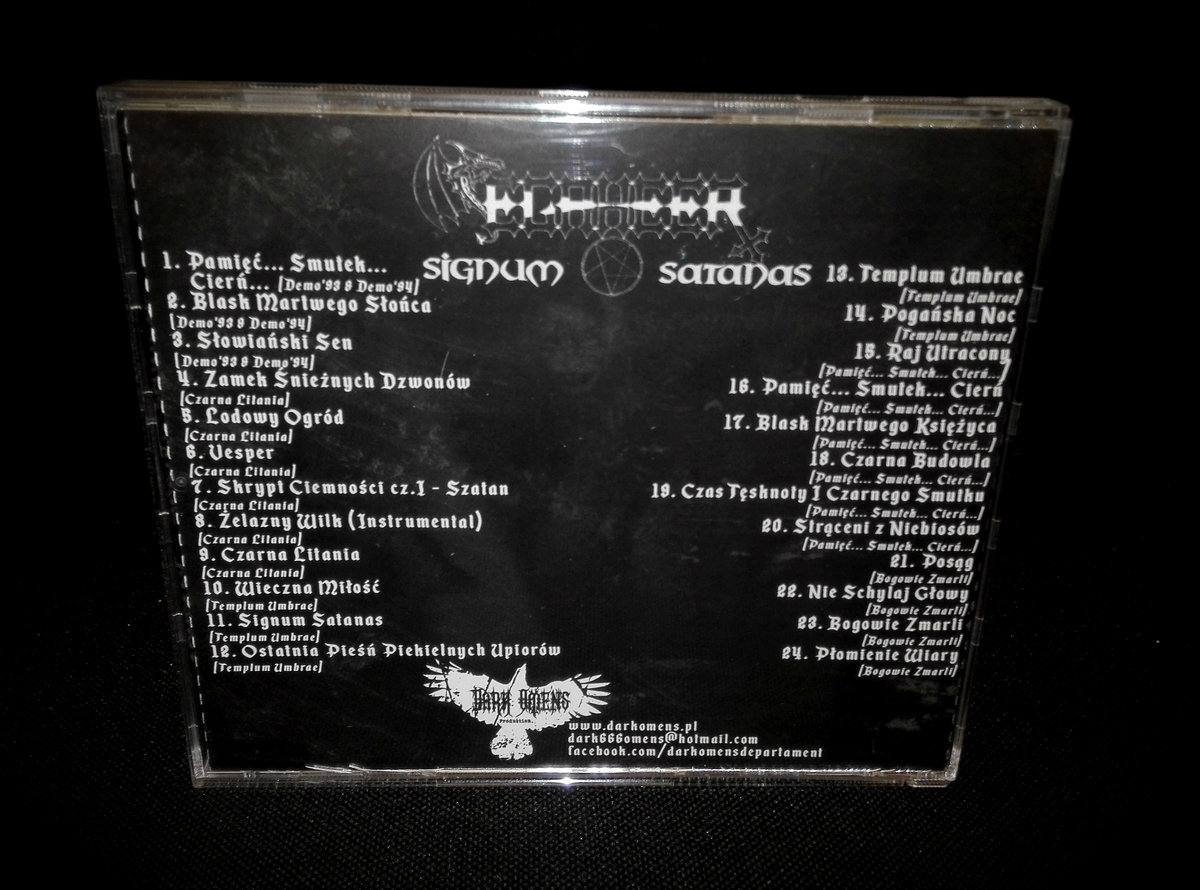 signum satanas
1. Pamięć... Smutek...
Cierń... [Demo'93 & Demo'94]
2. Blask Martwego Słońca
[Demo'93 & Demo'94]
3. Słowiański Sen
[Demo'93 & Demo'94]
4. Zamek Śnieżnych Dzwonów
[Czarna Litania]
5. Lodowy Ogród
[Czarna Litania]
6. Vesper
[Czarna Litania]
7. Skrypt Ciemności cz.I - Szatan
[Czarna Litania]
8. Żelazny Wilk (Instrumental)
[Czarna Litania]
9. Czarna Litania
[Czarna Litania]
10. Wieczna Miłość
[Templum Umbrae]
11. Signum Satanas
[Templum Umbrae]
12. Ostatnia Pieśń Piekielnych Upiorów
[Templum Umbrae]
13. Templum Umbrae
[Templum Umbrae]
14. Pogańska Noc
[Templum Umbrae]
15. Raj Utracony
[Pamięć... Smutek... Cierń...]
16. Pamięć... Smutek... Cierń
[Pamięć... Smutek... Cierń...]
17. Blask Martwego Księżyca
[Pamięć... Smutek... Cierń...]
18. Czarna Budowla
[Pamięć... Smutek... Cierń...]
19. Czas Tęsknoty I Czarnego Smutku
[Pamięć... Smutek... Cierń...]
20. Strąceni z Niebiosów
[Pamięć... Smutek... Cierń...]
21. Posąg
[Bogowie Zmarli]
22. Nie Schylaj Głowy
[Bogowie Zmarli]
23. Bogowie Zmarli
[Bogowie Zmarli]
24. Płomienie Wiary
[Bogowie Zmarli]
Dark Omens
Production
www.darkomens.pl
dark666omens@hotmail.com
facebook.com/darkomensdepartament